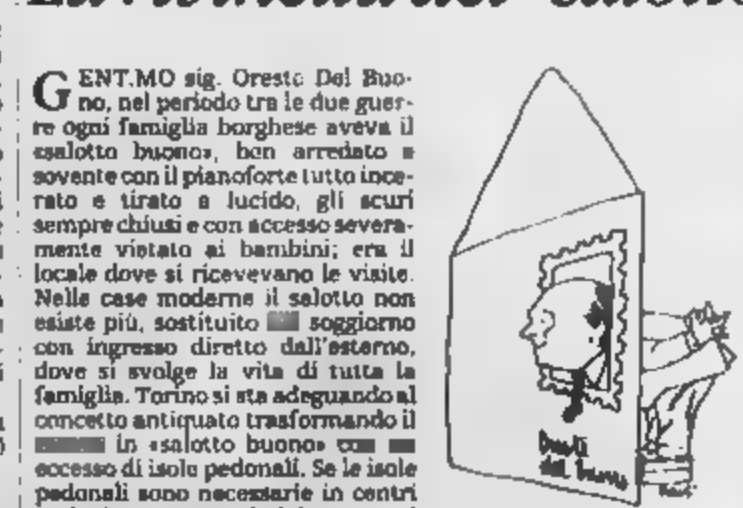 GENT.MO sig. Oreste Del Buo-
no, nel periodo tra le due guer-
re ogni famiglia borghese aveva il
«salotto buono», ben arredato e
sovente con il pianoforte tutto ince-
rato e tirato a lucido, gli scuri
sempre chiusi e con accesso severa-
mente vietato ai bambini; era il
locale dove si ricevevano le visite.
Nelle case moderne il salotto non
esiste più, sostituito soggiorno
con ingresso diretto dall'esterno,
dove si svolge la vita di tutta la
famiglia. Torino si sta adeguando al
concetto antiquato trasformando il
in «salotto buono» con
eccesso di isole pedonali. Se le isole
pedonali sono necessarie in centri